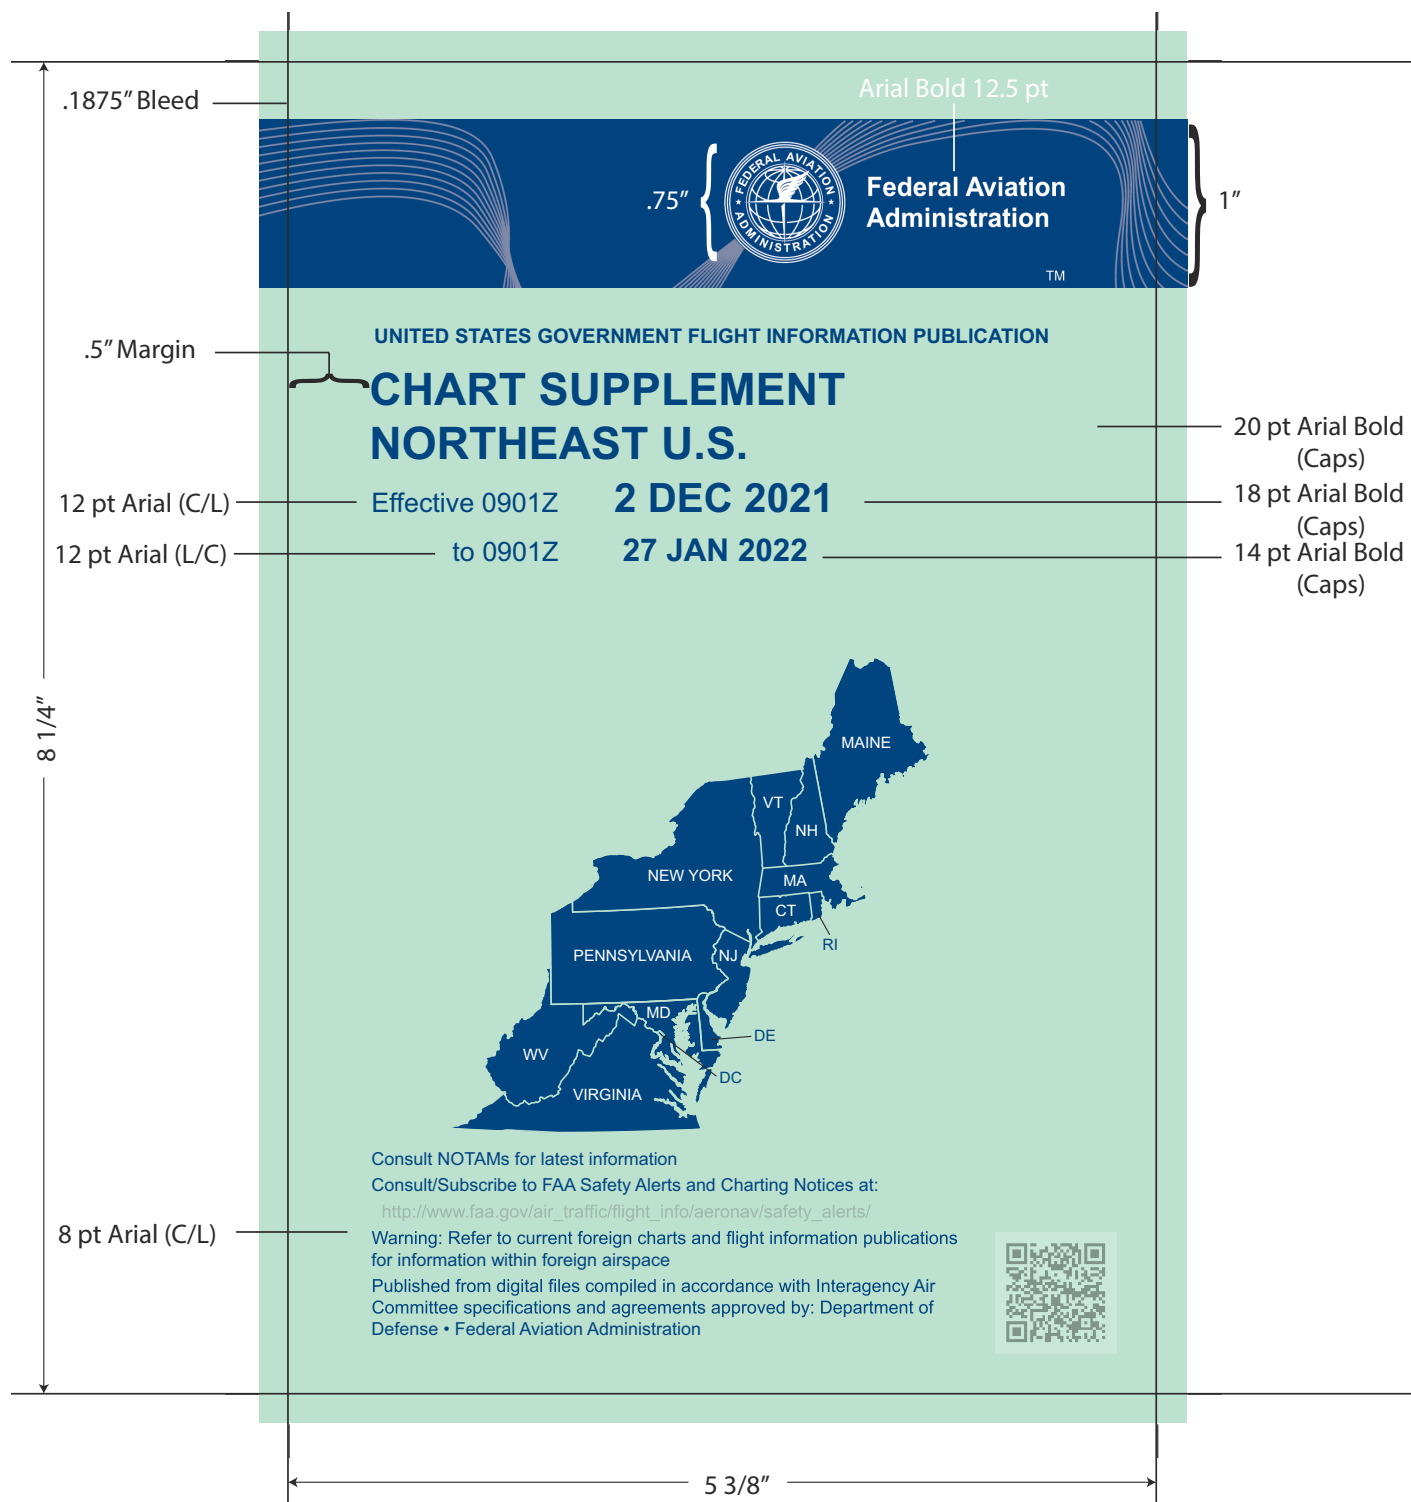 Arial Bold 12.5 pt
.1875” Bleed
FEDERAL AVIATION
ADMINISTRATION
.75”
Federal Aviation
Administration
1”
TM
UNITED STATES GOVERNMENT FLIGHT INFORMATION PUBLICATION
.5” Margin
CHART SUPPLEMENT
NORTHEAST U.S.
20 pt Arial Bold
(Caps)
12 pt Arial (C/L)
Effective 0901Z 2 DEC 2021
18 pt Arial Bold
(Caps)
12 pt Arial (L/C)
to 0901Z 27 JAN 2022
14 pt Arial Bold
(Caps)
8 1/4”
MAINE
VT
NH
NEW YORK
MA
CT
RI
PENNSYLVANIA
NJ
MD
DE
WV
DC
VIRGINIA
Consult NOTAMs for latest information
Consult/Subscribe to FAA Safety Alerts and Charting Notices at:
http://www.faa.gov/air_traffic/flight_info/aeronav/safety_alerts/
8 pt Arial (C/L)
Warning: Refer to current foreign charts and flight information publications
for information within foreign airspace
Published from digital files compiled in accordance with Interagency Air
Committee specifications and agreements approved by: Department of
Defense • Federal Aviation Administration
5 3/8”